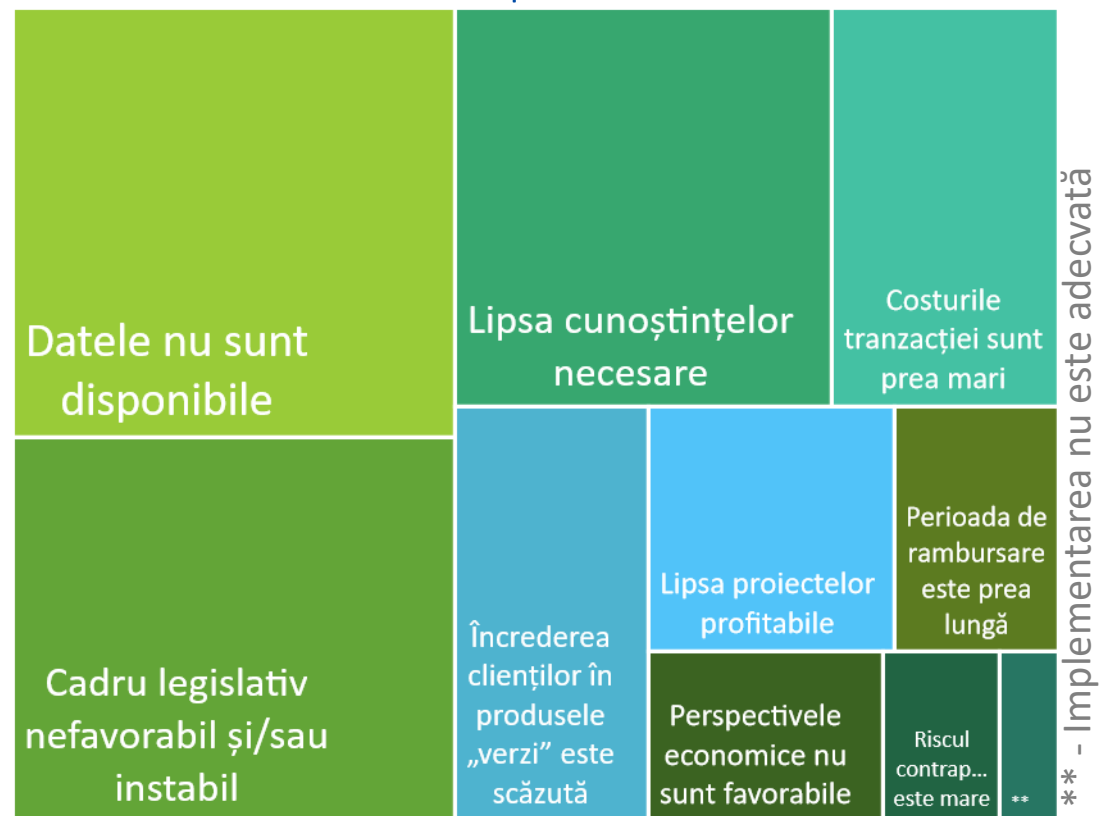 Datele nu sunt
disponibile
Lipsa cunoștințelor
necesare
Costurile
tranzacției sunt
prea mari
Cadru legislativ
nefavorabil și/sau
instabil
Încrederea
clienților în
produsele
„verzi” este
scăzută
Lipsa proiectelor
profitabile
Perioada de
rambursare
este prea
lungă
Perspectivele
economice nu
sunt favorabile
Riscul
contrap...
este mare
**
** - Implementarea nu este adecvată